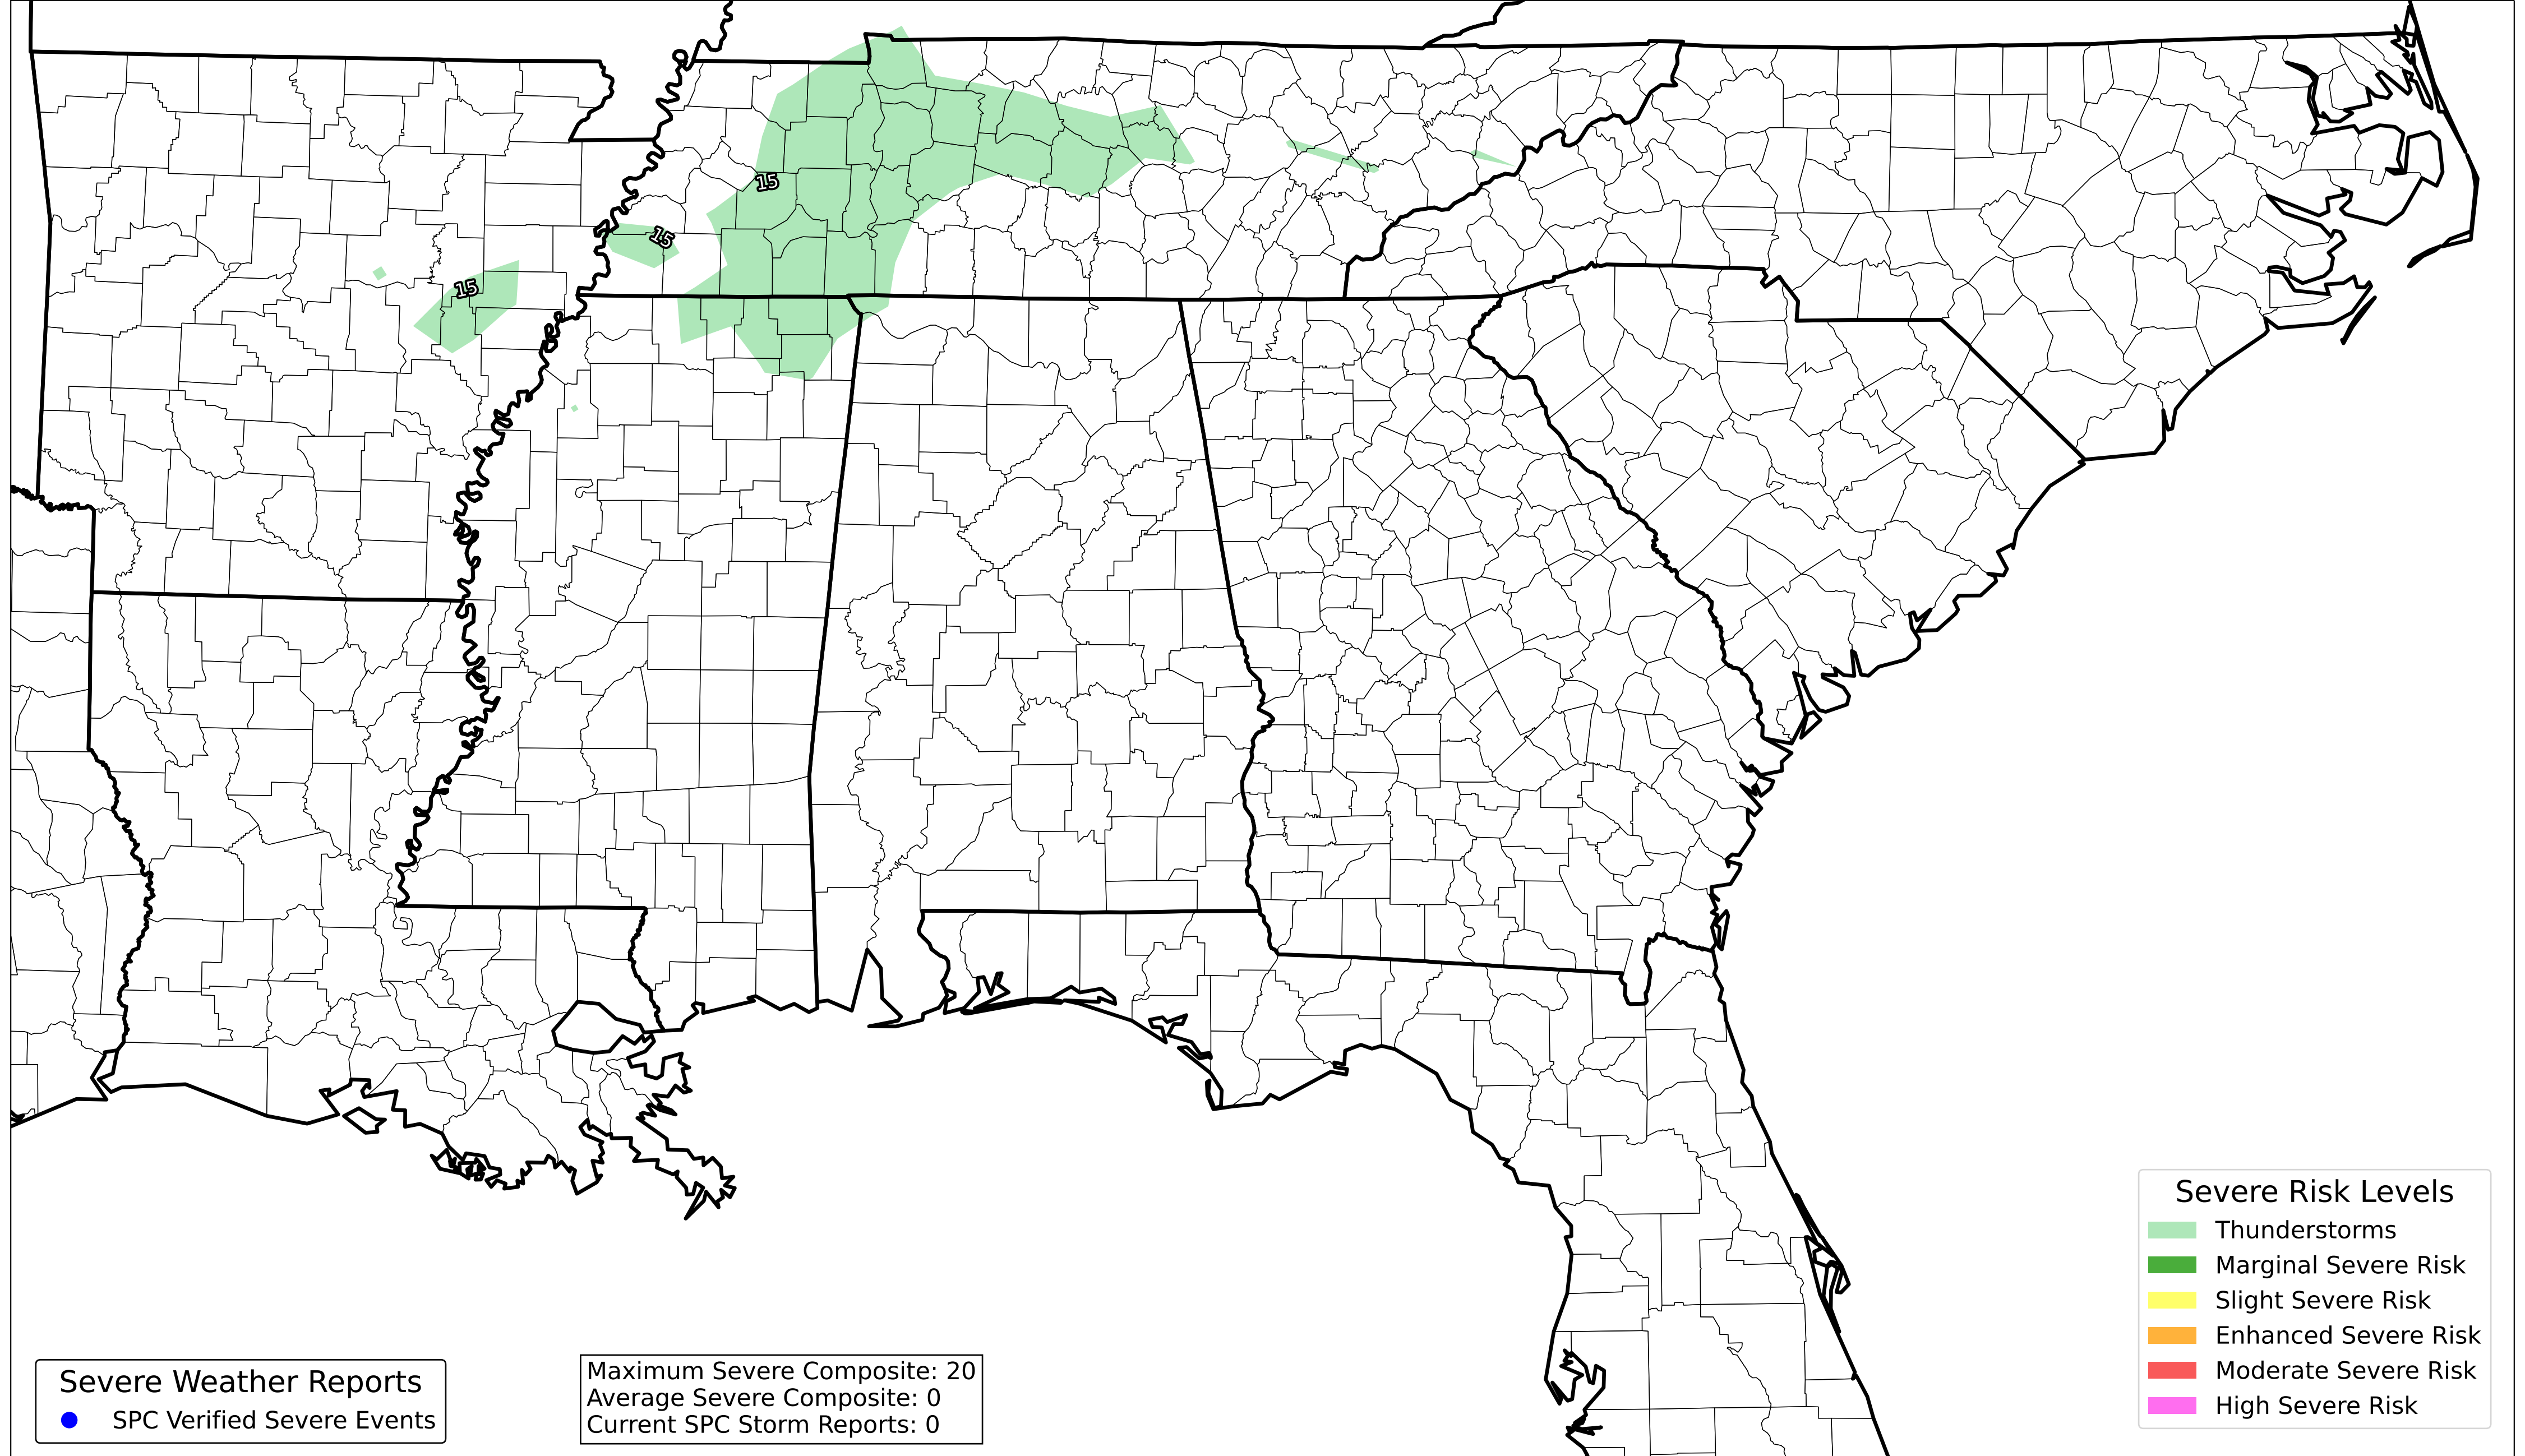 15
15
15
Severe Risk Levels
Thunderstorms
Marginal Severe Risk
Slight Severe Risk
Enhanced Severe Risk
Moderate Severe Risk
High Severe Risk
Severe Weather Reports
SPC Verified Severe Events
Maximum Severe Composite: 20
Average Severe Composite: 0
Current SPC Storm Reports: 0